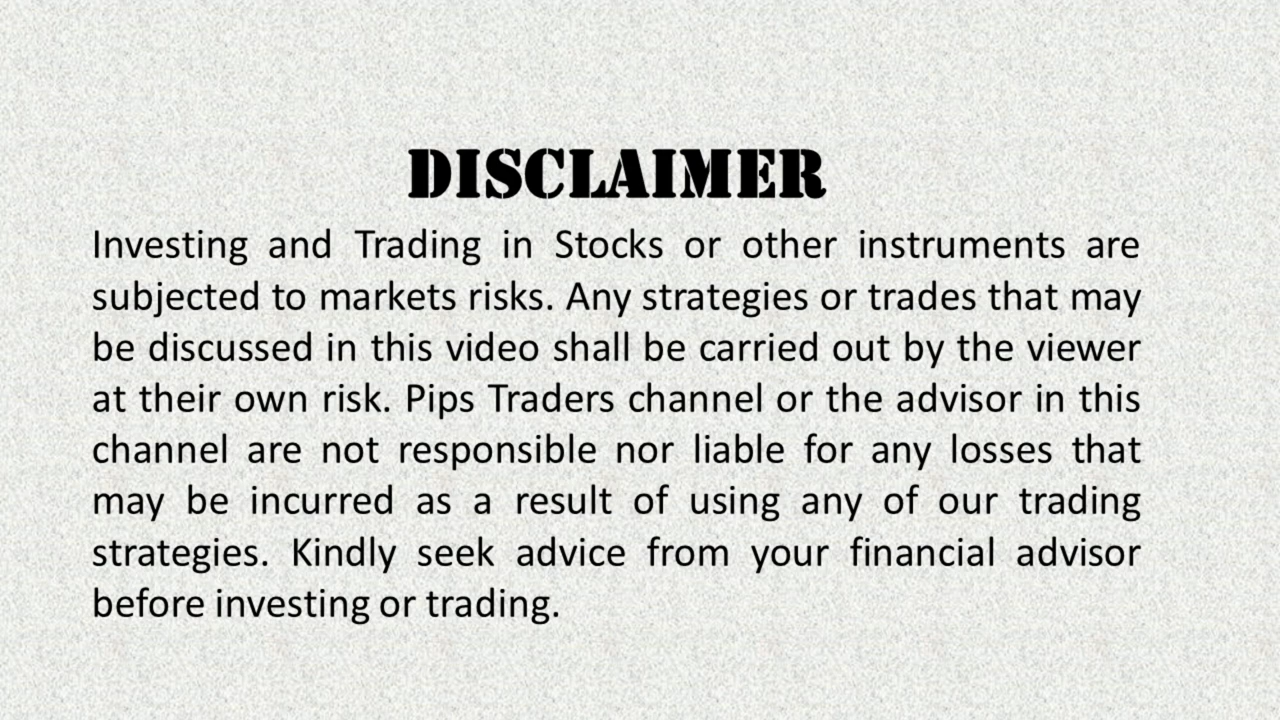 DISCLAIMER
Investing and Trading in Stocks or other instruments are
subjected to markets risks. Any strategies or trades that may
be discussed in this video shall be carried out by the viewer
at their own risk. Pips Traders channel or the advisor in this
channel are not responsible nor liable for any losses that
may be incurred as a result of using any of our trading
strategies. Kindly seek advice from your financial advisor
before investing or trading.